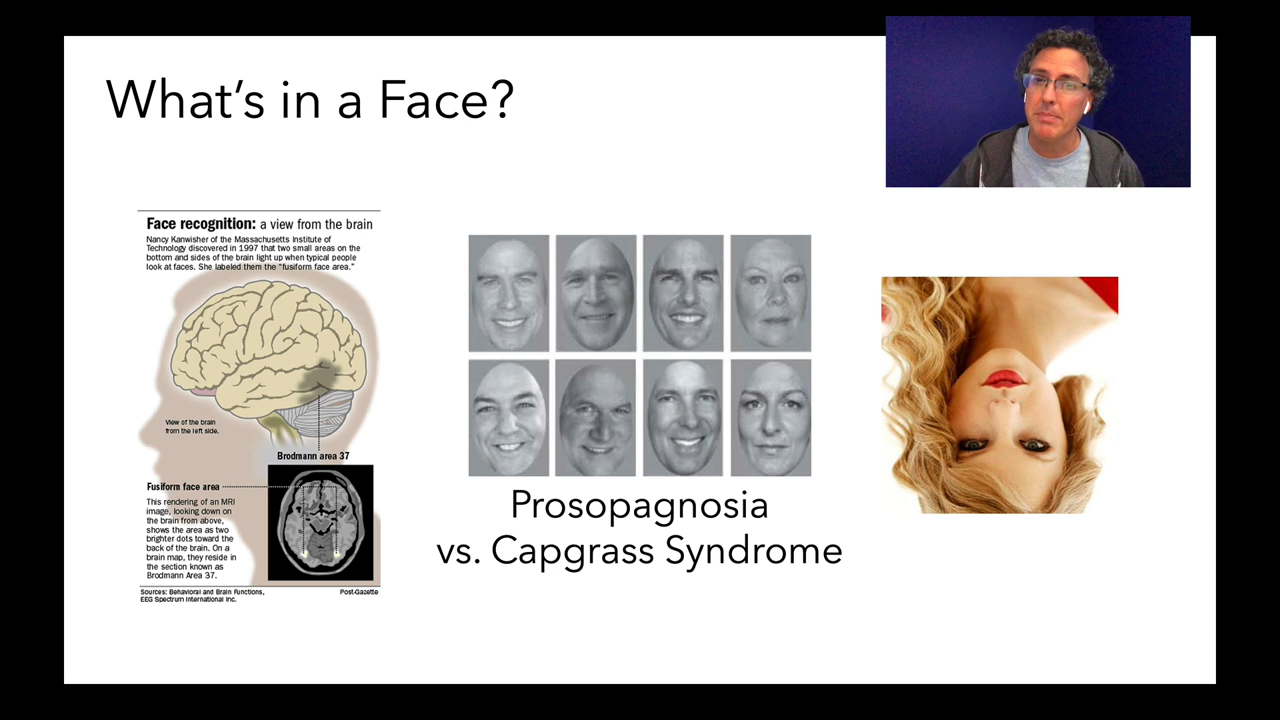 What's in a Face?
Face recognition: a view from the brain
Nancy Kanwisher of the Massachusetts Institute of
Technology discovered in 1997 that two small areas on the
bottom and sides of the brain light up when typical people
look at faces. She labeled them the "fusiform face area."
View of the brain
from the left side.
Brodmann area 37
Fusiform face area
This rendering of an MRI
image, looking down on
the brain from above,
shows the area as two
brighter dots toward the
back of the brain. On a
brain map, they reside in
the section known as
Brodmann Area 37.
Sources: Behavioral and Brain Functions,
EEG Spectrum International Inc.
Post-Gazette
Prosopagnosia
vs. Capgrass Syndrome